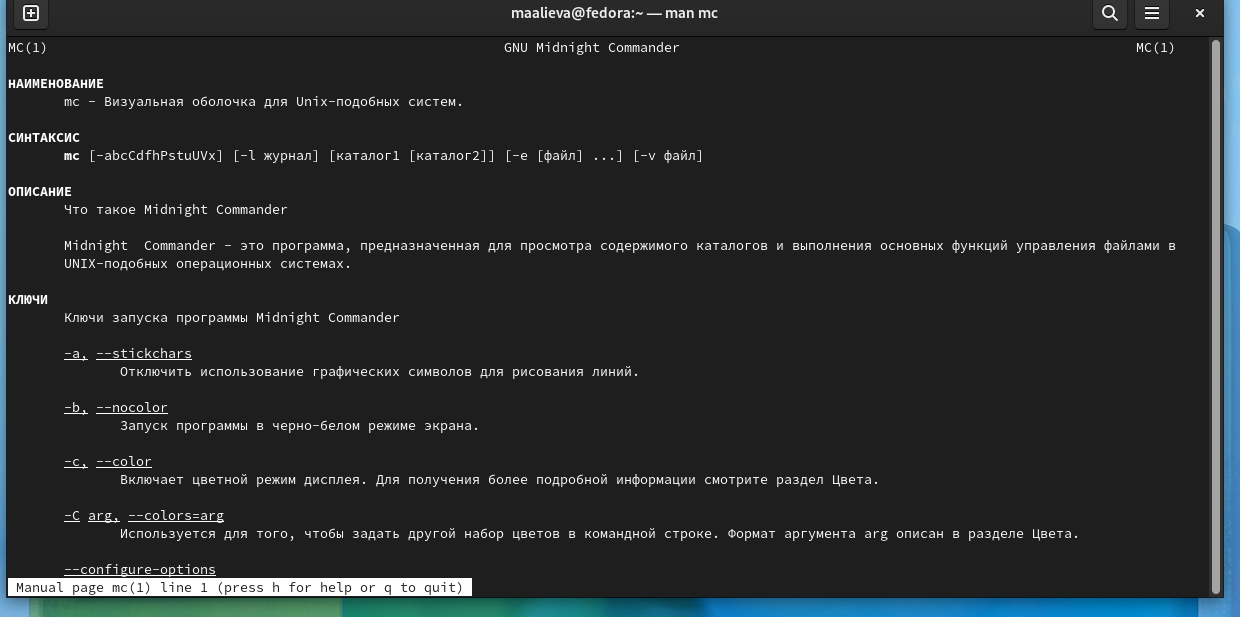 maalieva@fedora:~ — man mc
MC(1) GNU Midnight Commander MC(1)
НАИМЕНОВАНИЕ
mc - Визуальная оболочка для Unix-подобных систем.
СИНТАКСИС
mc [-abcCdfhPstuUVx] [-l журнал] [каталог1 [каталог2]] [-e [файл] ...] [-v файл]
ОПИСАНИЕ
Что такое Midnight Commander
Midnight  Commander - это программа, предназначенная для просмотра содержимого каталогов и выполнения основных функций управления файлами в
UNIX-подобных операционных системах.
КЛЮЧИ
Ключи запуска программы Midnight Commander
-a, --stickchars
Отключить использование графических символов для рисования линий.
-b, --nocolor
Запуск программы в черно-белом режиме экрана.
-c, --color
Включает цветной режим дисплея. Для получения более подробной информации смотрите раздел Цвета.
-C arg, --colors=arg
Используется для того, чтобы задать другой набор цветов в командной строке. Формат аргумента arg описан в разделе Цвета.
--configure-options
Manual page mc(1) line 1 (press h for help or q to quit)